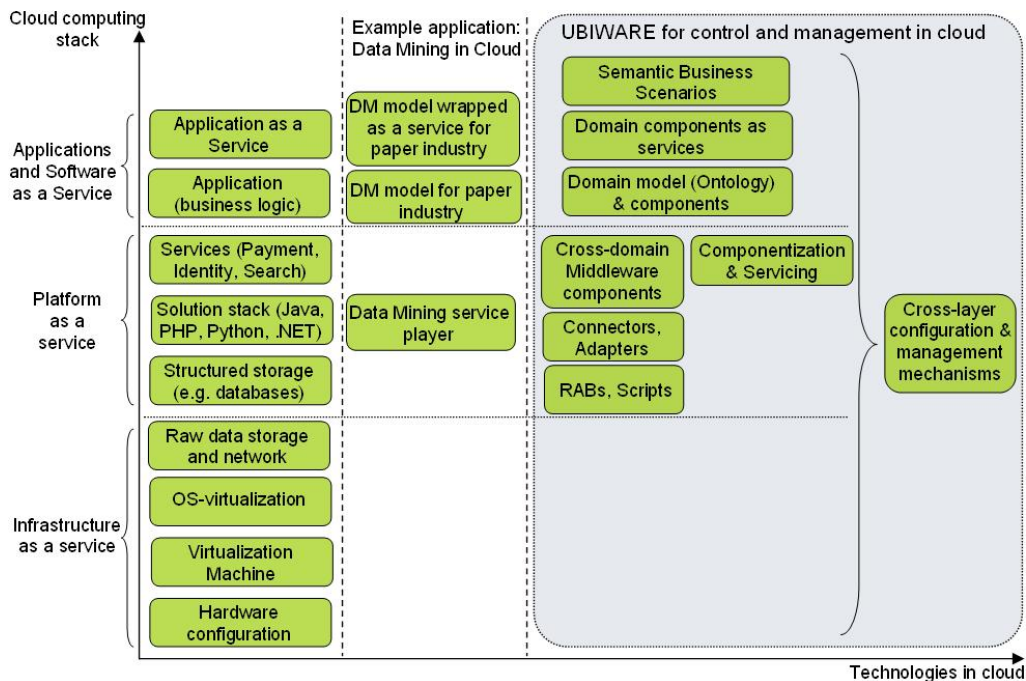 Cloud computing
stack
Example application:
Data Mining in Cloud
UBIWARE for control and management in cloud
Applications
and Software
as a Service
Application as a
Service
Application
(business logic)
DM model wrapped
as a service for
paper industry
DM model for paper
industry
Semantic Business
Scenarios
Domain components as
services
Domain model (Ontology)
& components
Platform
as a
service
Services (Payment,
Identity, Search)
Solution stack (Java,
PHP, Python, .NET)
Structured storage
(e.g. databases)
Data Mining service
player
Cross-domain
Middleware
components
Componentization
& Servicing
Connectors,
Adapters
RABs, Scripts
Cross-layer
configuration &
management
mechanisms
Infrastructure
as a service
Raw data storage
and network
OS-virtualization
Virtualization
Machine
Hardware
configuration
Technologies in cloud